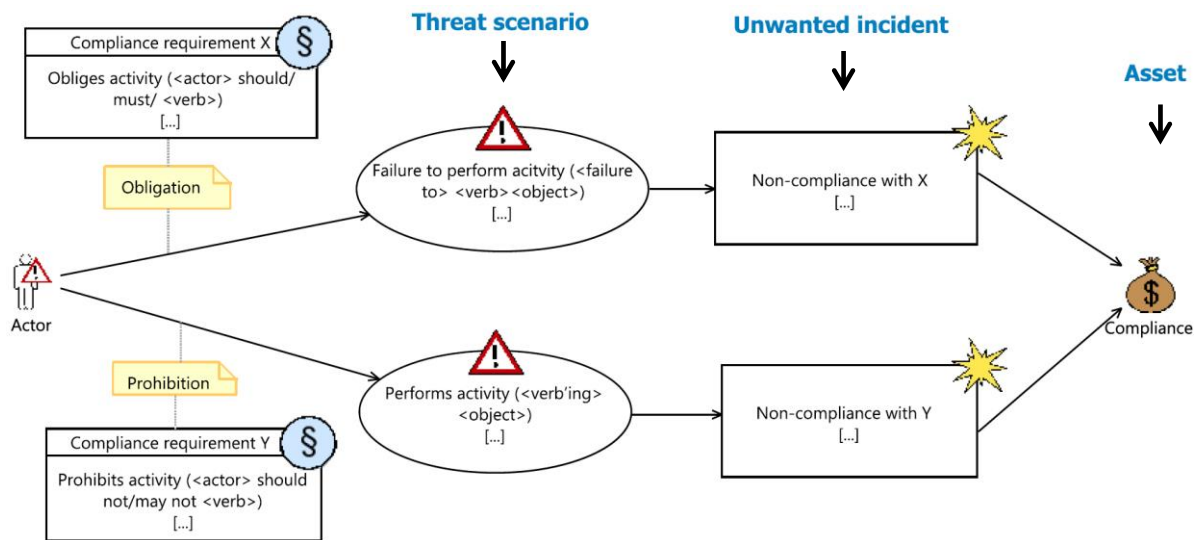 Threat scenario
Unwanted incident
Asset
Compliance requirement X
§
Obliges activity (<actor> should/
must/ <verb>)
[...]
Obligation
Failure to perform acitvity (<failure
to> <verb><object>)
[...]
Non-compliance with X
[...]
Actor
$
Compliance
Prohibition
Performs activity (<verb'ing>
<object>)
[...]
Non-compliance with Y
[...]
Compliance requirement Y
§
Prohibits activity (<actor> should
not/may not <verb>)
[...]